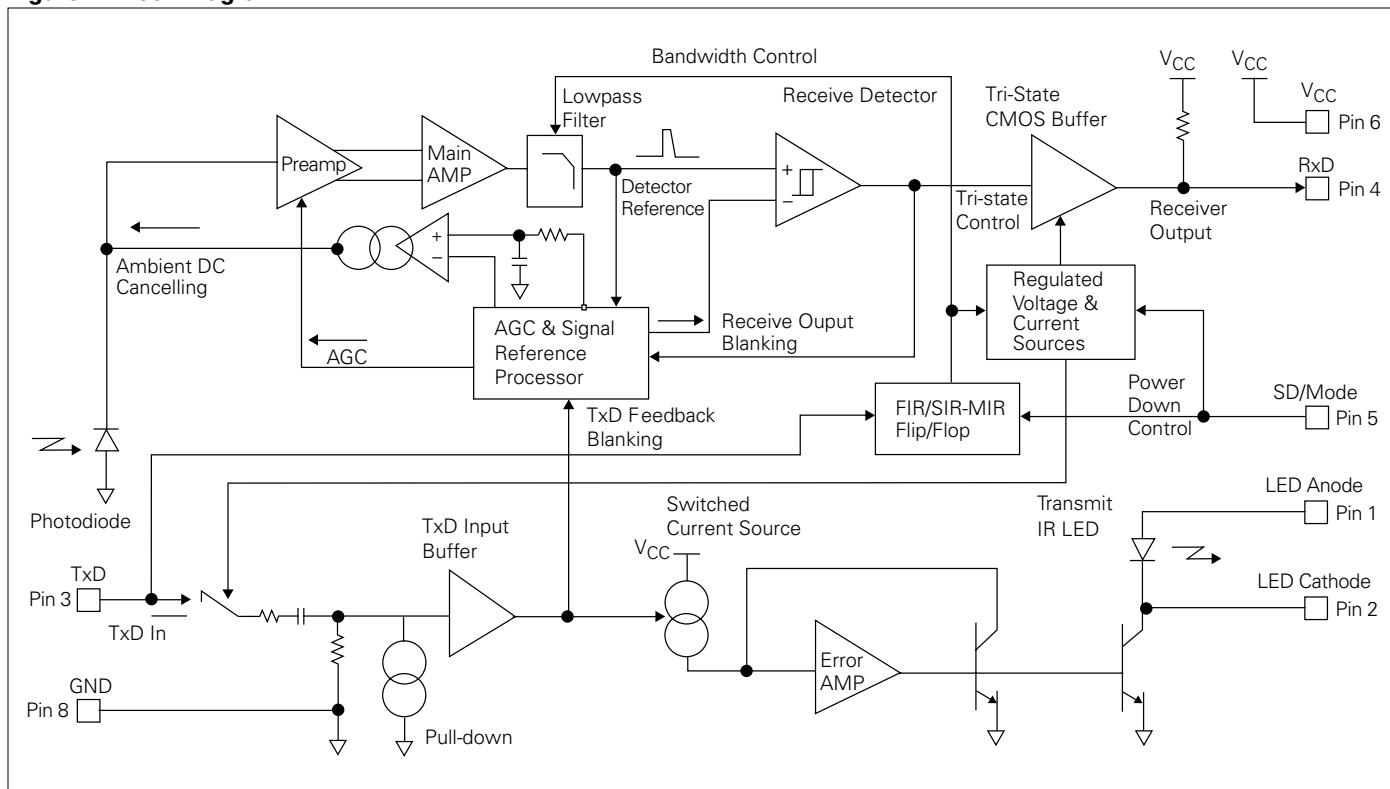 Bandwidth Control
VCC
VCC
Lowpass
Filter
Receive Detector
Tri-State
CMOS Buffer
VCC
Pin 6
Preamp
Main
AMP
+
−
RxD
Pin 4
Detector
Reference
Tri-state
Control
Receiver
Output
+
−
Ambient DC
Cancelling
Regulated
Voltage &
Current
Sources
AGC & Signal
Reference
Processor
Receive Ouput
Blanking
AGC
FIR/SIR-MIR
Flip/Flop
Power
Down
Control
SD/Mode
Pin 5
TxD Feedback
Blanking
Photodiode
Switched
Current Source
Transmit
IR LED
LED Anode
Pin 1
TxD Input
Buffer
VCC
TxD
Pin 3
TxD In
LED Cathode
Pin 2
Error
AMP
GND
Pin 8
Pull-down